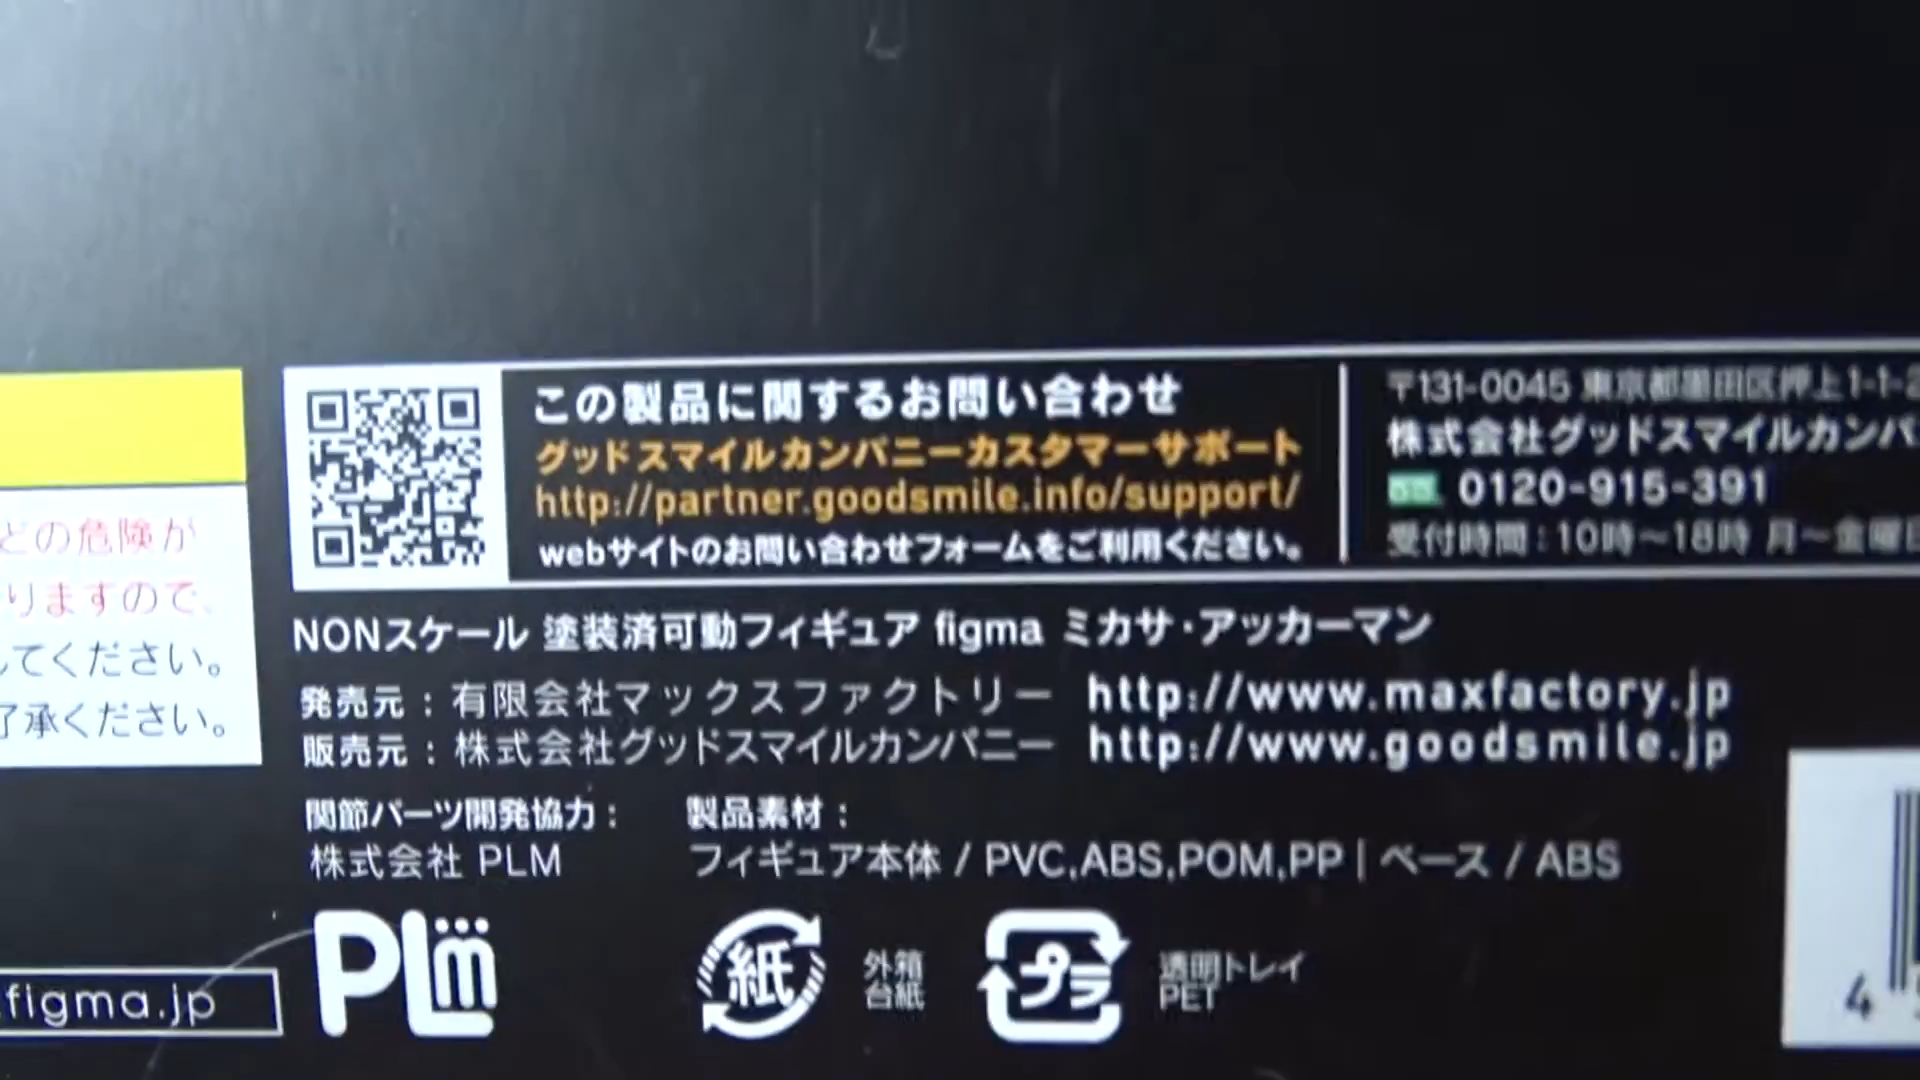 どの危険が
りますので、
てください。
了承ください。
figma.jp
この製品に関するお問い合わせ
グッドスマイルカンパニーカスタマーサポート
http://partner.goodsmile.info/support/
webサイトのお問い合わせフォームをご利用ください。
〒131-0045 東京都墨田区押上1-1-2
株式会社グッドスマイルカンパ
0120-915-391
受付時間:10時〜18時 月〜金曜日
NONスケール 塗装済可動フィギュア figma ミカサ・アッカーマン
発売元:有限会社マックスファクトリー http://www.maxfactory.jp
販売元:株式会社グッドスマイルカンパニー http://www.goodsmile.jp
関節パーツ開発協力:
株式会社 PLM
製品素材:
フィギュア本体 / PVC,ABS,POM,PP | ベース / ABS
PLM
紙
外箱
台紙
プラ
透明トレイ
PET
4